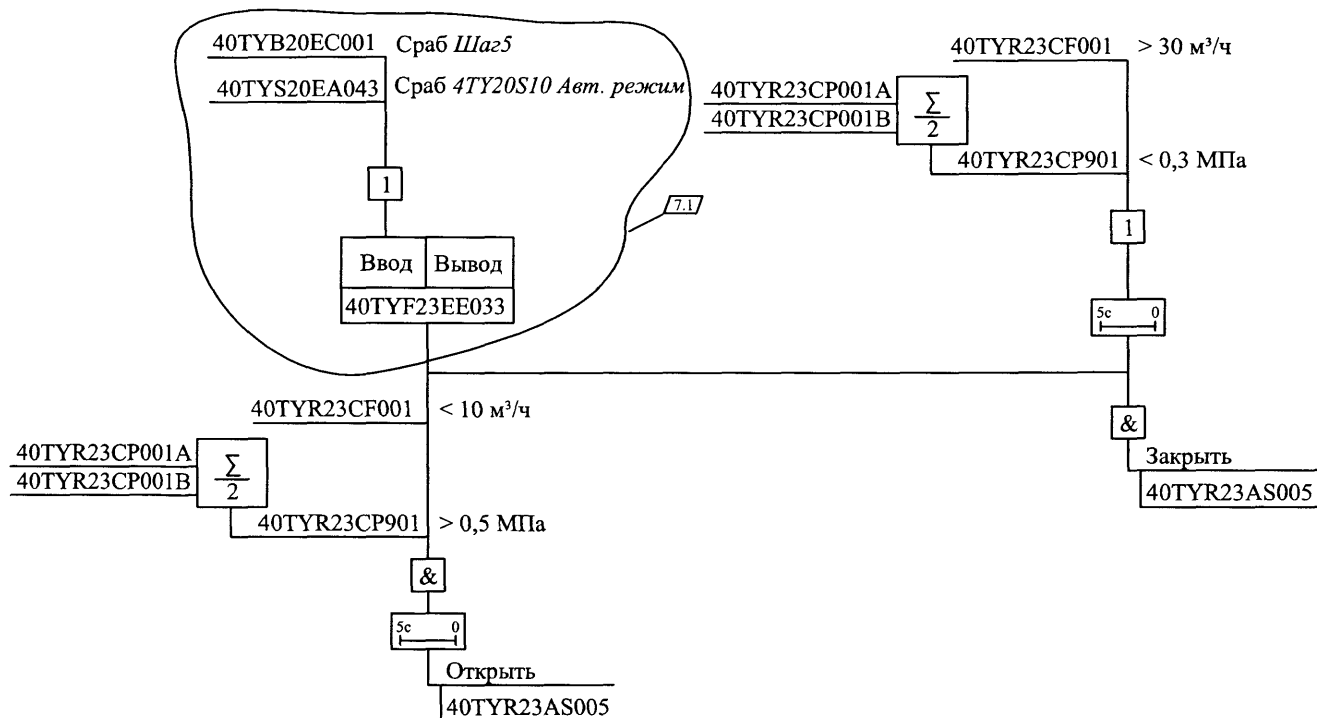 40TYB20EC001 Сраб Шаг5
40TYS20EA043 Сраб 4TY20S10 Авт. режим
1
Ввод Вывод
40TYF23EE033
7.1
40TYR23CF001 > 30 м³/ч
40TYR23CP001A
40TYR23CP001B
∑
2
40TYR23CP901 < 0,3 МПа
1
5с 0
&
Закрыть
40TYR23AS005
40TYR23CF001 < 10 м³/ч
40TYR23CP001A
40TYR23CP001B
∑
2
40TYR23CP901 > 0,5 МПа
&
5с 0
Открыть
40TYR23AS005